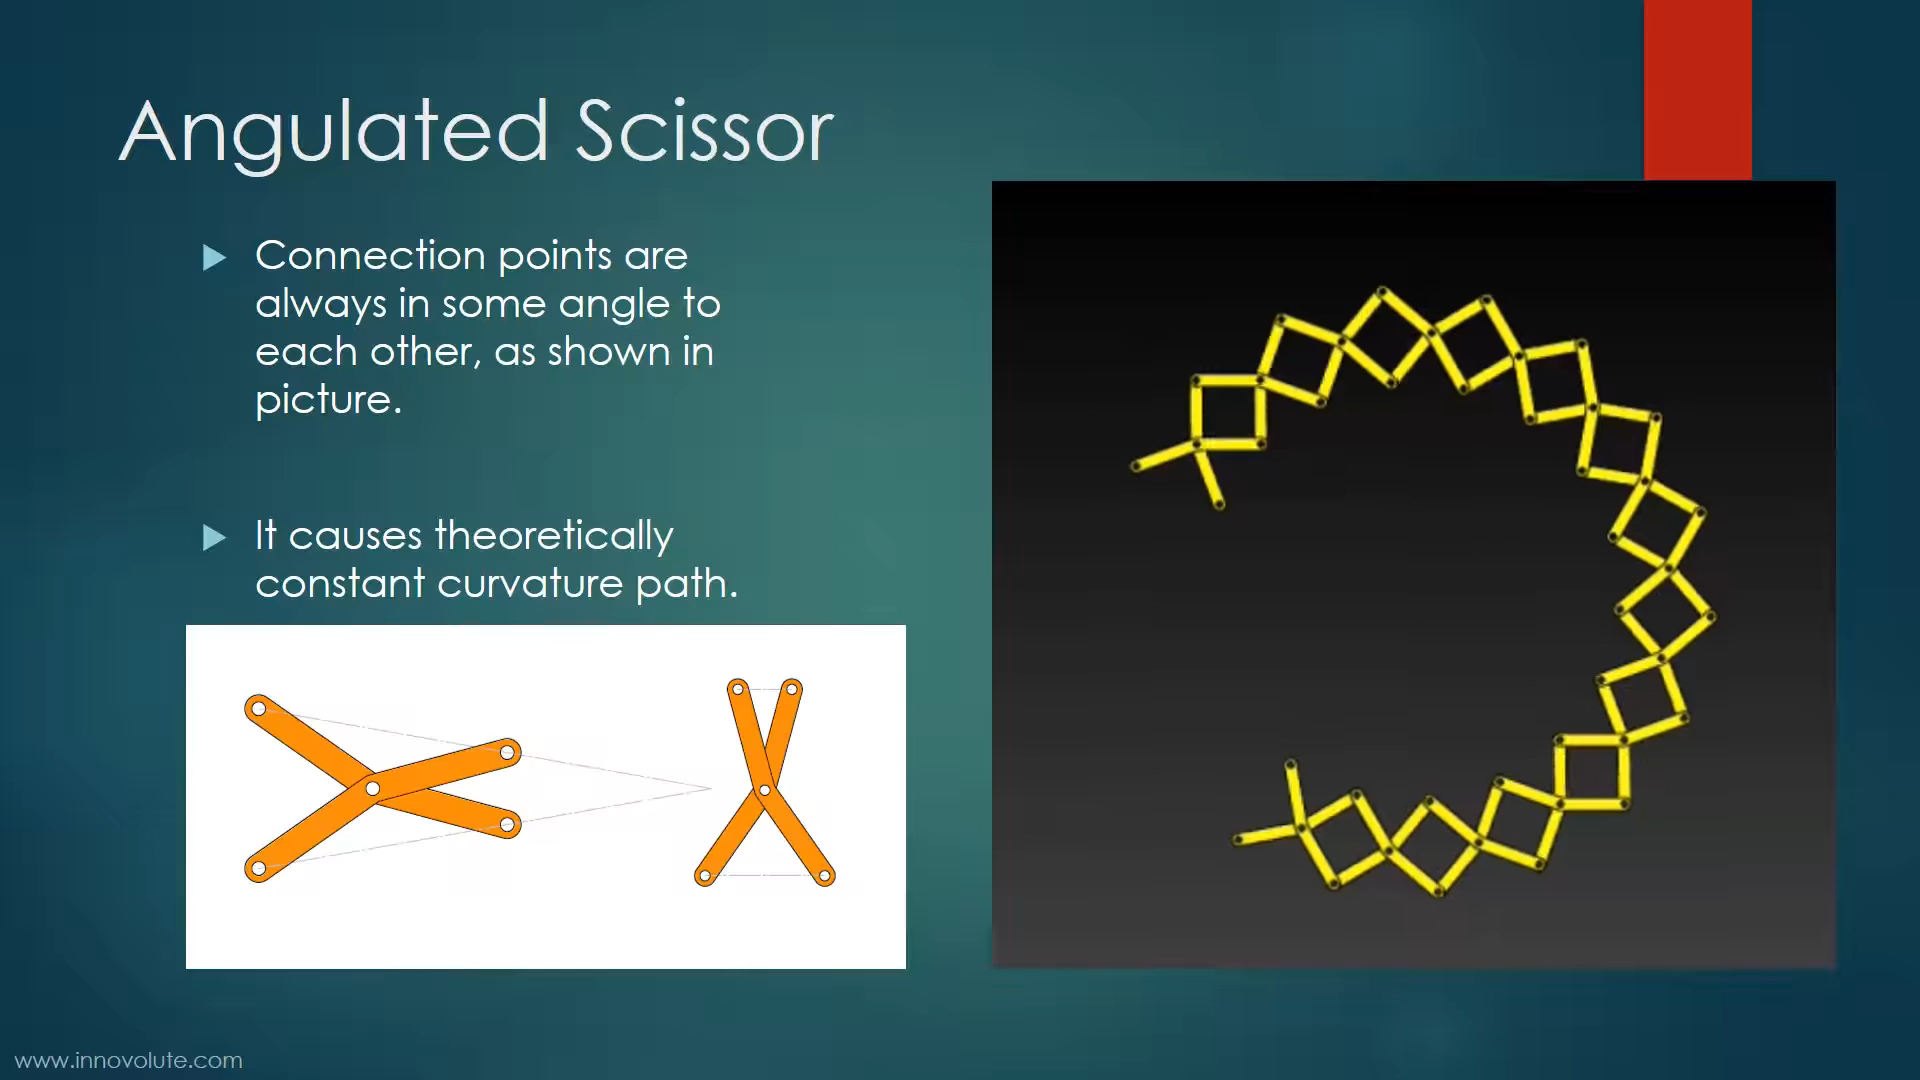 Angulated Scissor
Connection points are
always in some angle to
each other, as shown in
picture.
It causes theoretically
constant curvature path.
www.innovolute.com